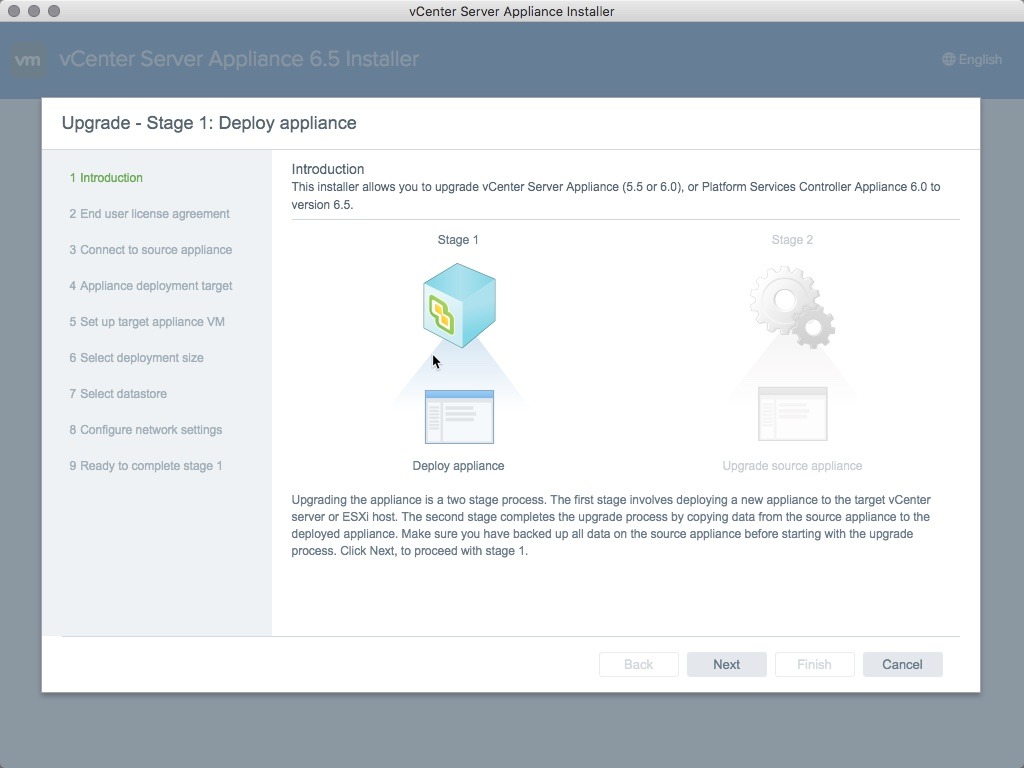 vCenter Server Appliance Installer
vm vCenter Server Appliance 6.5 Installer
English
Upgrade - Stage 1: Deploy appliance
1 Introduction
2 End user license agreement
3 Connect to source appliance
4 Appliance deployment target
5 Set up target appliance VM
6 Select deployment size
7 Select datastore
8 Configure network settings
9 Ready to complete stage 1
Introduction
This installer allows you to upgrade vCenter Server Appliance (5.5 or 6.0), or Platform Services Controller Appliance 6.0 to
version 6.5.
Stage 1
Stage 2
Deploy appliance
Upgrade source appliance
Upgrading the appliance is a two stage process. The first stage involves deploying a new appliance to the target vCenter
server or ESXi host. The second stage completes the upgrade process by copying data from the source appliance to the
deployed appliance. Make sure you have backed up all data on the source appliance before starting with the upgrade
process. Click Next, to proceed with stage 1.
Back
Next
Finish
Cancel